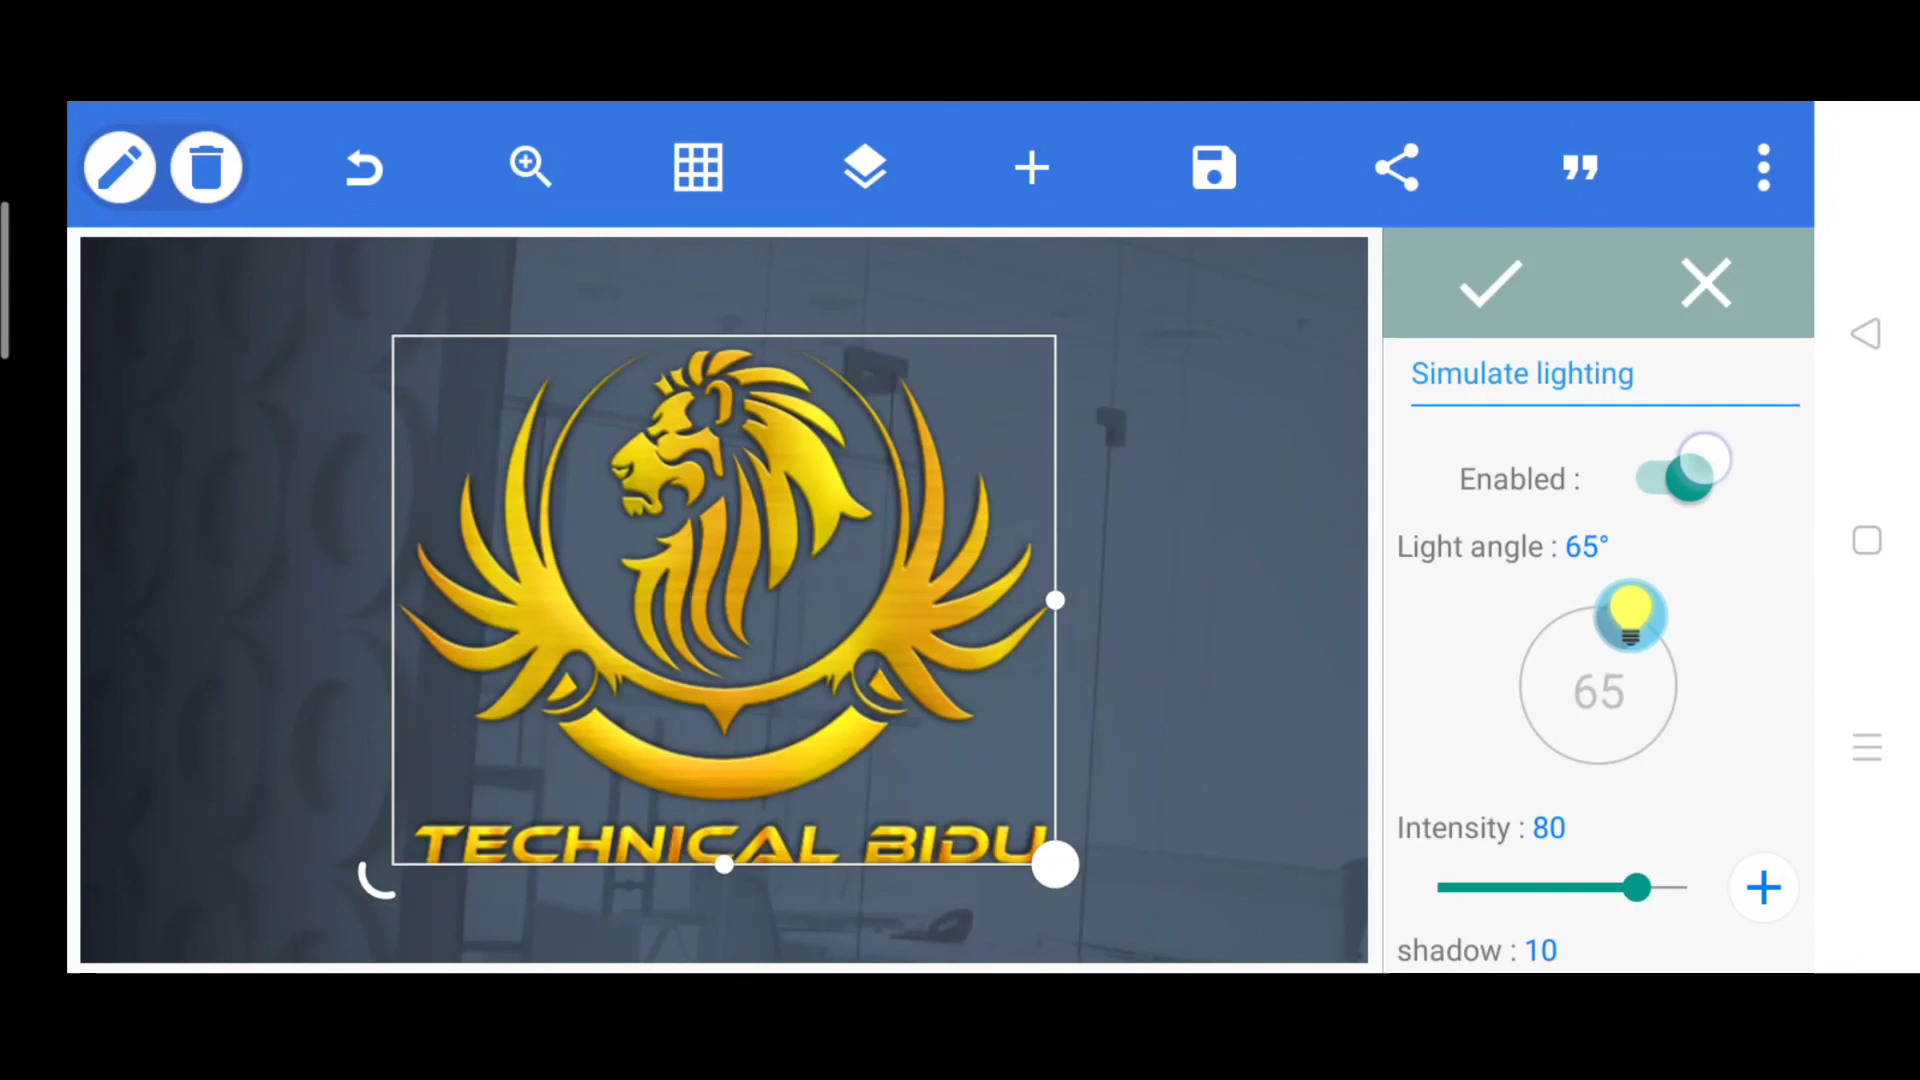 Simulate lighting
Enabled :
Light angle : 65°
65
Intensity : 80
shadow : 10
TECHNICAL BIDU